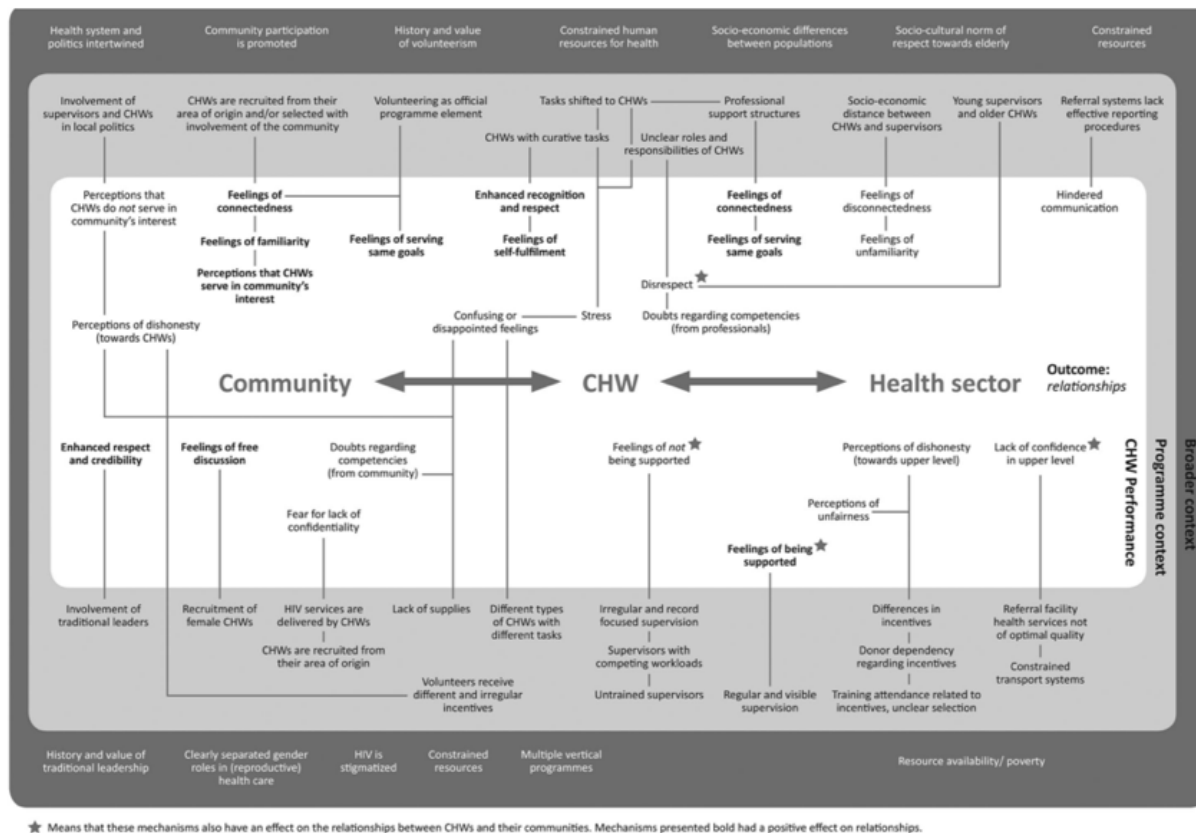 Health system and
politics intertwined
Community participation
is promoted
History and value
of volunteerism
Constrained human
resources for health
Socio-economic differences
between populations
Socio-cultural norm of
respect towards elderly
Constrained
resources
Involvement of
supervisors and CHWs
in local politics
CHWs are recruited from their
area of origin and/or selected with
involvement of the community
Volunteering as official
programme element
Tasks shifted to CHWs
Professional
support structures
Socio-economic
distance between
CHWs and supervisors
Young supervisors
and older CHWs
Referral systems lack
effective reporting
procedures
CHWs with curative tasks
Unclear roles and
responsibilities of CHWs
Perceptions that
CHWs do not serve in
community's interest
Feelings of
connectedness
Enhanced recognition
and respect
Feelings of
connectedness
Feelings of
disconnectedness
Hindered
communication
Feelings of familiarity
Feelings of serving
same goals
Feelings of
self-fulfilment
Feelings of serving
same goals
Feelings of
unfamiliarity
Perceptions that CHWs
serve in community's
interest
Disrespect
Perceptions of dishonesty
(towards CHWs)
Confusing or
disappointed feelings
Stress
Doubts regarding competencies
(from professionals)
Community
CHW
Health sector
Outcome:
relationships
Enhanced respect
and credibility
Feelings of free
discussion
Doubts regarding
competencies
(from community)
Feelings of not
being supported
Perceptions of dishonesty
(towards upper level)
Lack of confidence
in upper level
Fear for lack of
confidentiality
Perceptions of
unfairness
Feelings of being
supported
CHW Performance
Programme context
Broader context
Involvement of
traditional leaders
Recruitment of
female CHWs
HIV services are
delivered by CHWs
CHWs are recruited from
their area of origin
Lack of supplies
Different types
of CHWs with
different tasks
Irregular and record
focused supervision
Supervisors with
competing workloads
Untrained supervisors
Differences in
incentives
Donor dependency
regarding incentives
Training attendance related to
incentives, unclear selection
Referral facility
health services not
of optimal quality
Constrained
transport systems
Volunteers receive
different and irregular
incentives
Regular and visible
supervision
History and value of
traditional leadership
Clearly separated gender
roles in (reproductive)
health care
HIV is
stigmatized
Constrained
resources
Multiple vertical
programmes
Resource availability/ poverty
★ Means that these mechanisms also have an effect on the relationships between CHWs and their communities. Mechanisms presented bold had a positive effect on relationships.